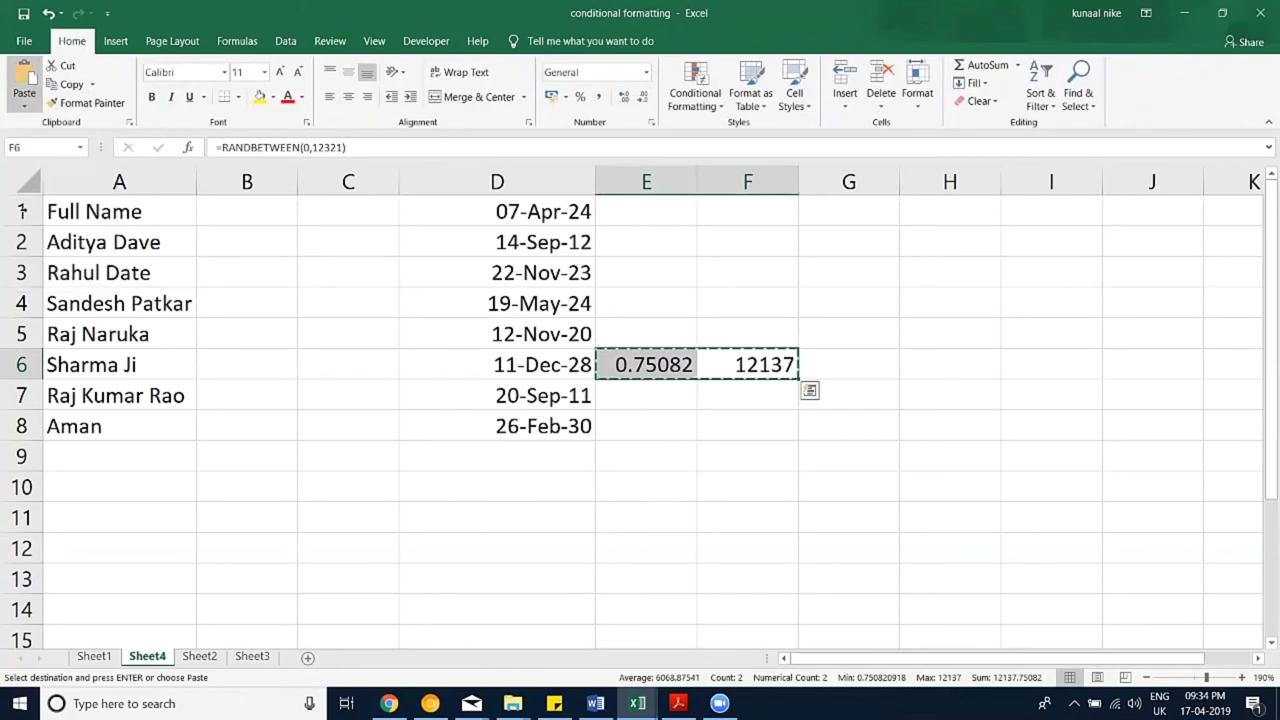 conditional formatting - Excel
kunaal nike
File Home Insert Page Layout Formulas Data Review View Developer Help Tell me what you want to do Share
Paste
Cut
Copy
Format Painter
Clipboard
Calibri 11
B I U A
Font
Wrap Text
Merge & Center
Alignment
General
%
Number
Conditional Formatting
Format as Table
Cell Styles
Styles
Insert Delete Format
Cells
AutoSum
Fill
Clear
Sort & Filter
Find & Select
Editing
F6 fx =RANDBETWEEN(0,12321)
A B C D E F G H I J K
1 Full Name 07-Apr-24
2 Aditya Dave 14-Sep-12
3 Rahul Date 22-Nov-23
4 Sandesh Patkar 19-May-24
5 Raj Naruka 12-Nov-20
6 Sharma Ji 11-Dec-28 0.75082 12137
7 Raj Kumar Rao 20-Sep-11
8 Aman 26-Feb-30
9
10
11
12
13
14
15
Sheet1 Sheet4 Sheet2 Sheet3
Select destination and press ENTER or choose Paste Average: 6068.87541 Count: 2 Numerical Count: 2 Min: 0.750820918 Max: 12137 Sum: 12137.75082 190%
Type here to search
ENG 09:34 PM
UK 17-04-2019